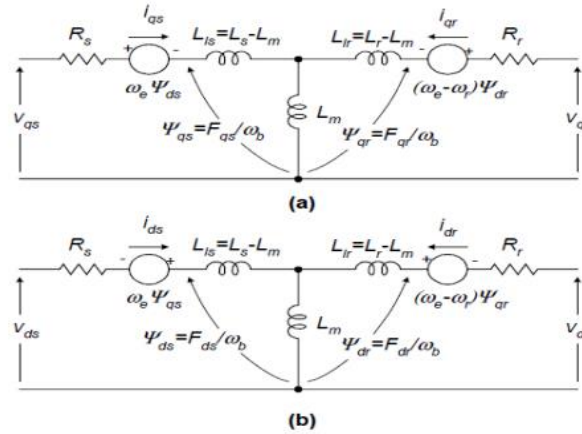 i_qs i_qr
R_s L_ls=L_s-L_m L_lr=L_r-L_m R_r
+ - - +
ω_e Ψ_ds (ω_e-ω_r)Ψ_dr
v_qs L_m
Ψ_qs=F_qs/ω_b Ψ_qr=F_qr/ω_b
(a)
i_ds i_dr
R_s L_ls=L_s-L_m L_lr=L_r-L_m R_r
- + + -
ω_e Ψ_qs (ω_e-ω_r)Ψ_qr
v_ds L_m
Ψ_ds=F_ds/ω_b Ψ_dr=F_dr/ω_b
(b)